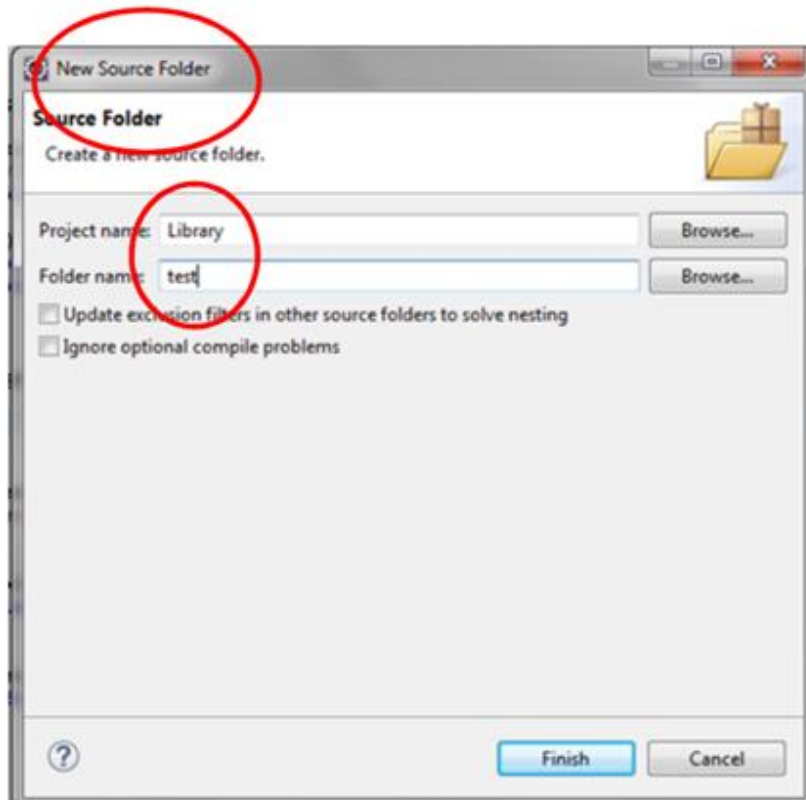 New Source Folder
Source Folder
Create a new source folder.
Project name: Library Browse...
Folder name: test Browse...
Update exclusion filters in other source folders to solve nesting
Ignore optional compile problems
? Finish Cancel